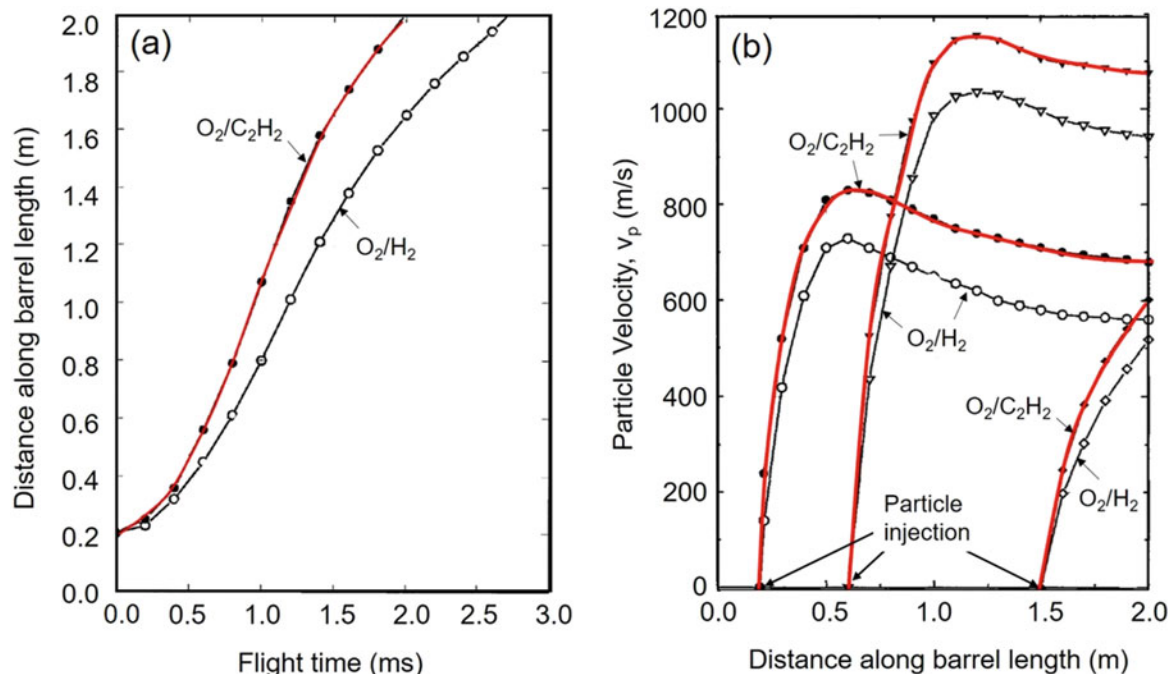 (a)
Distance along barrel length (m)
2.0
1.8
1.6
1.4
1.2
1.0
0.8
0.6
0.4
0.2
0.0
O₂/C₂H₂
O₂/H₂
0.0 0.5 1.0 1.5 2.0 2.5 3.0
Flight time (ms)
(b)
Particle Velocity, vₚ (m/s)
1200
1000
800
600
400
200
0
O₂/C₂H₂
O₂/H₂
O₂/C₂H₂
O₂/H₂
Particle
injection
0.0 0.5 1.0 1.5 2.0
Distance along barrel length (m)